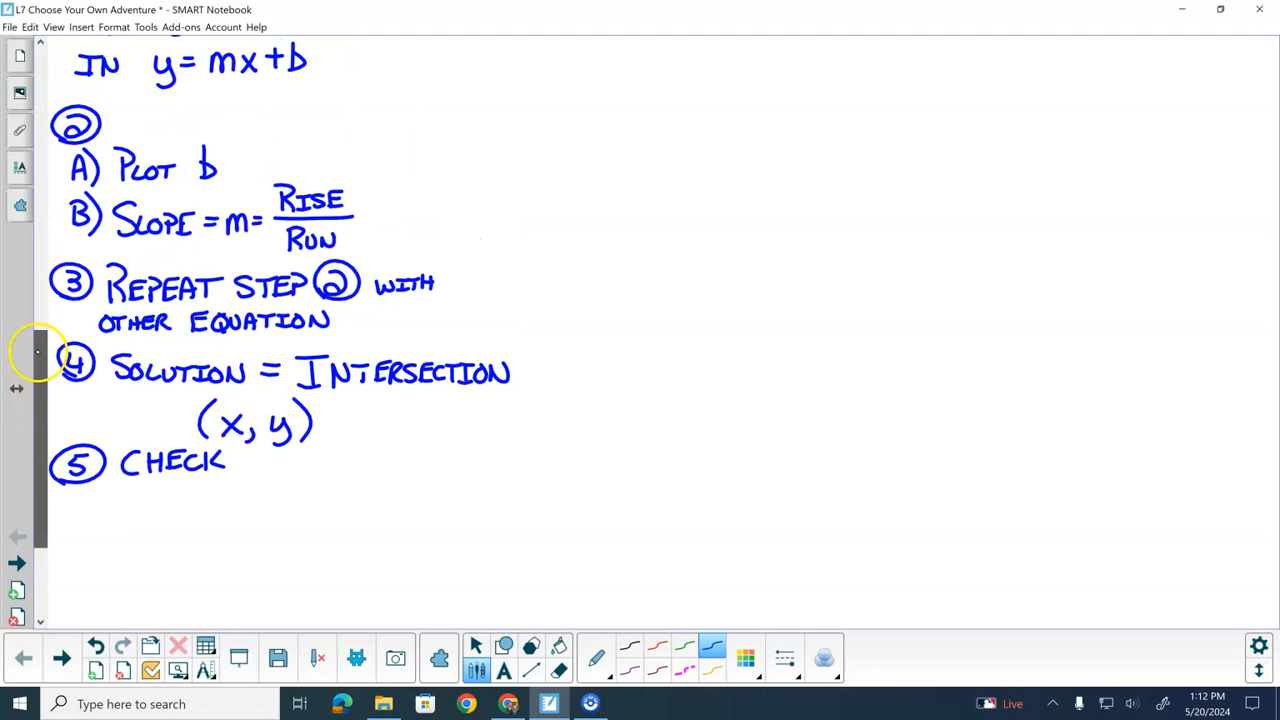 L7 Choose Your Own Adventure * - SMART Notebook
File Edit View Insert Format Tools Add-ons Account Help
IN y = mx + b
②
A) PLOT b
B) SLOPE = m = RISE
RUN
③ REPEAT STEP ② WITH
OTHER EQUATION
④ SOLUTION = INTERSECTION
(x, y)
⑤ CHECK
Type here to search
Live
1:12 PM
5/20/2024